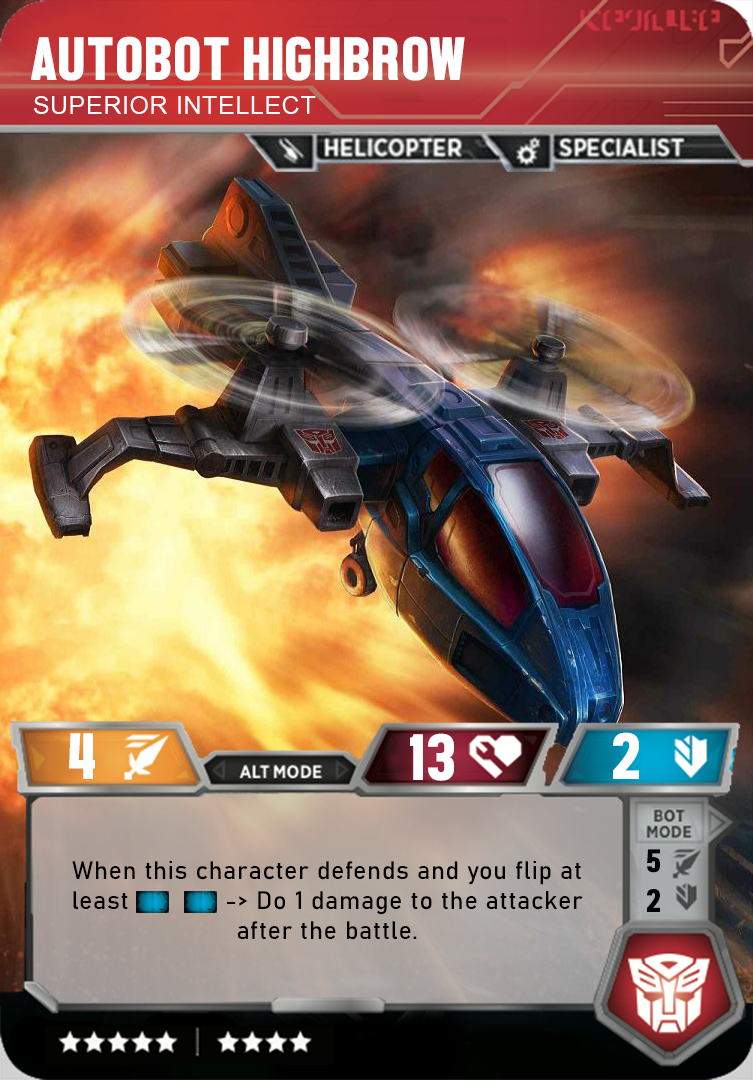 AUTOBOT HIGHBROW
SUPERIOR INTELLECT
HELICOPTER SPECIALIST
4 ALT MODE 13 2
BOT
MODE
5
2
When this character defends and you flip at
least -> Do 1 damage to the attacker
after the battle.